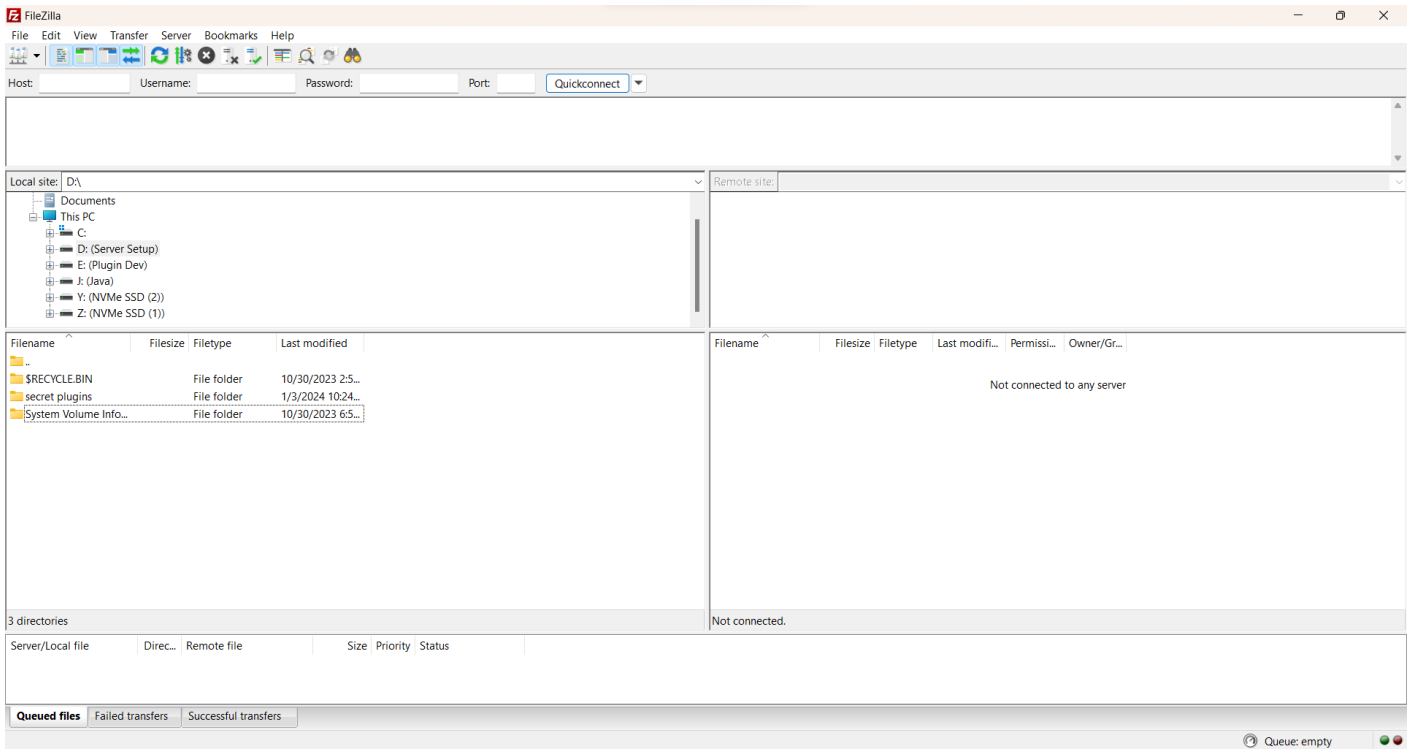 FileZilla
File Edit View Transfer Server Bookmarks Help
Host: Username: Password: Port: Quickconnect
Local site: D:\
Documents
This PC
C:
D: (Server Setup)
E: (Plugin Dev)
J: (Java)
Y: (NVMe SSD (2))
Z: (NVMe SSD (1))
Filename Filesize Filetype Last modified
..
$RECYCLE.BIN File folder 10/30/2023 2:5...
secret plugins File folder 1/3/2024 10:24...
System Volume Info... File folder 10/30/2023 6:5...
3 directories
Remote site:
Filename Filesize Filetype Last modifi... Permissi... Owner/Gr...
Not connected to any server
Not connected.
Server/Local file Direc... Remote file Size Priority Status
Queued files Failed transfers Successful transfers
Queue: empty